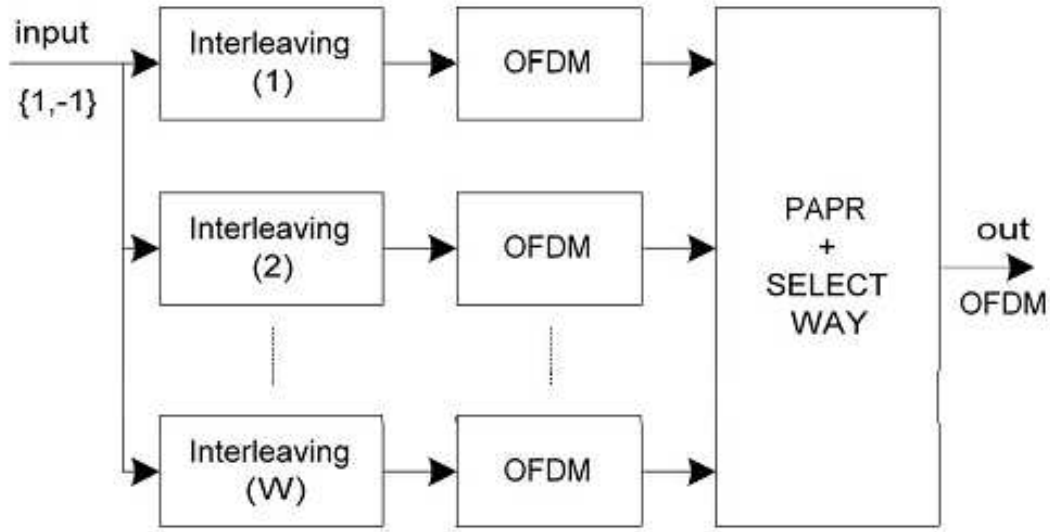 input
{1,-1}
Interleaving
(1)
OFDM
Interleaving
(2)
OFDM
Interleaving
(W)
OFDM
PAPR
+
SELECT
WAY
out
OFDM